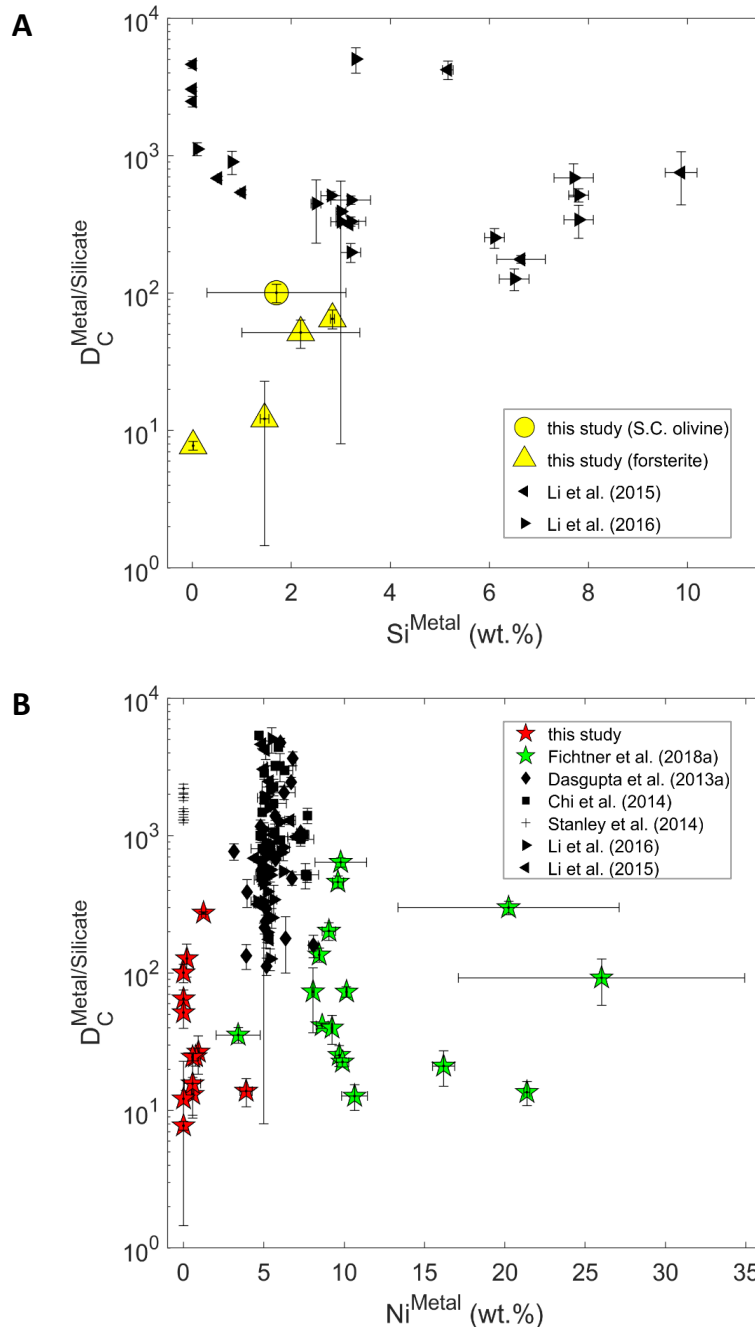 A
10^4
10^3
10^2
10^1
10^0
D_C^Metal/Silicate
0 2 4 6 8 10
Si^Metal (wt.%)
this study (S.C. olivine)
this study (forsterite)
Li et al. (2015)
Li et al. (2016)
B
10^4
10^3
10^2
10^1
10^0
D_C^Metal/Silicate
0 5 10 15 20 25 30 35
Ni^Metal (wt.%)
this study
Fichtner et al. (2018a)
Dasgupta et al. (2013a)
Chi et al. (2014)
Stanley et al. (2014)
Li et al. (2016)
Li et al. (2015)